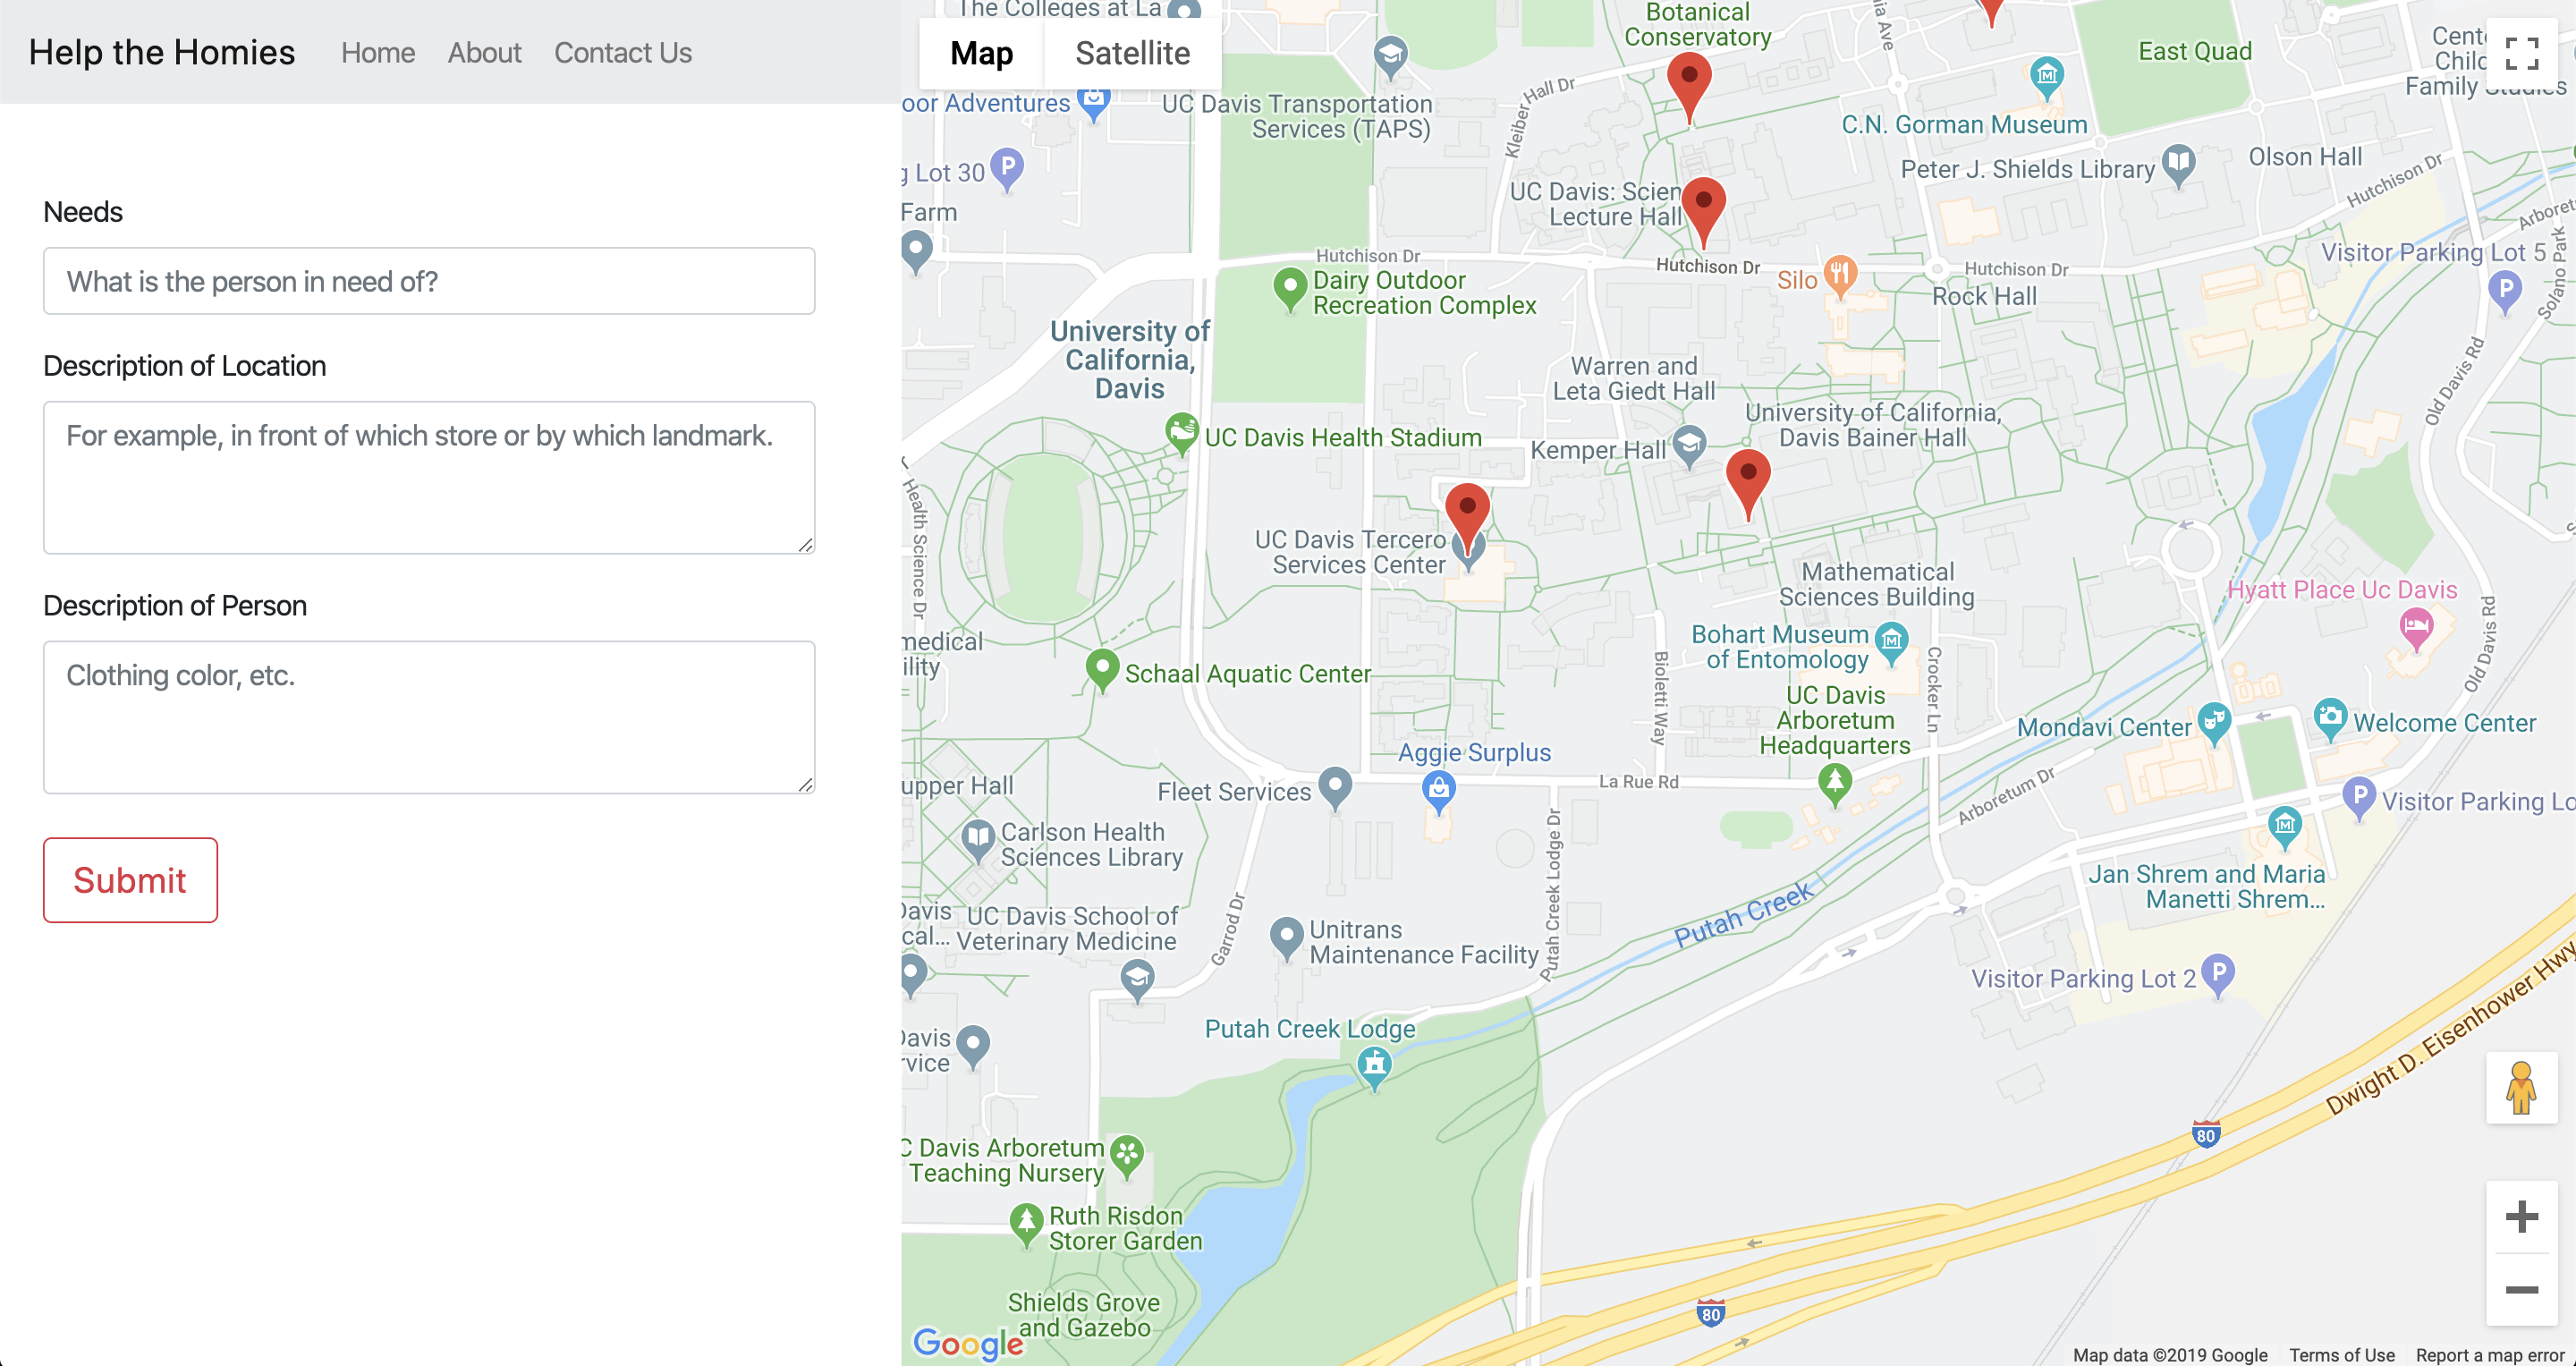 Help the Homies
Home
About
Contact Us
Needs
What is the person in need of?
Description of Location
For example, in front of which store or by which landmark.
Description of Person
Clothing color, etc.
Submit
The Colleges at La
Map
Satellite
oor Adventures
UC Davis Transportation
Services (TAPS)
g Lot 30
Farm
Kleiber Hall Dr
Botanical
Conservatory
ia Ave
East Quad
C.N. Gorman Museum
Peter J. Shields Library
Olson Hall
Hutchison Dr
UC Davis: Scien
Lecture Hall
Hutchison Dr
Hutchison Dr
Hutchison Dr
Silo
Rock Hall
Visitor Parking Lot 5
Solano Park
Old Davis Rd
Dairy Outdoor
Recreation Complex
University of
California,
Davis
Warren and
Leta Giedt Hall
University of California,
Davis Bainer Hall
Kemper Hall
UC Davis Health Stadium
Health Science Dr
UC Davis Tercero
Services Center
Mathematical
Sciences Building
Hyatt Place Uc Davis
Old Davis Rd
Bohart Museum
of Entomology
medical
ility
Schaal Aquatic Center
Bioletti Way
Crocker Ln
UC Davis
Arboretum
Headquarters
Mondavi Center
Welcome Center
Aggie Surplus
upper Hall
Fleet Services
La Rue Rd
Arboretum Dr
Visitor Parking Lo
Carlson Health
Sciences Library
Putah Creek Lodge Dr
Jan Shrem and Maria
Manetti Shrem...
Garrod Dr
Davis
cal...
UC Davis School of
Veterinary Medicine
Unitrans
Maintenance Facility
Putah Creek
Visitor Parking Lot 2
Dwight D. Eisenhower Hwy
Putah Creek Lodge
Davis
rvice
80
C Davis Arboretum
Teaching Nursery
Ruth Risdon
Storer Garden
Shields Grove
and Gazebo
80
Google
Map data ©2019 Google
Terms of Use
Report a map error